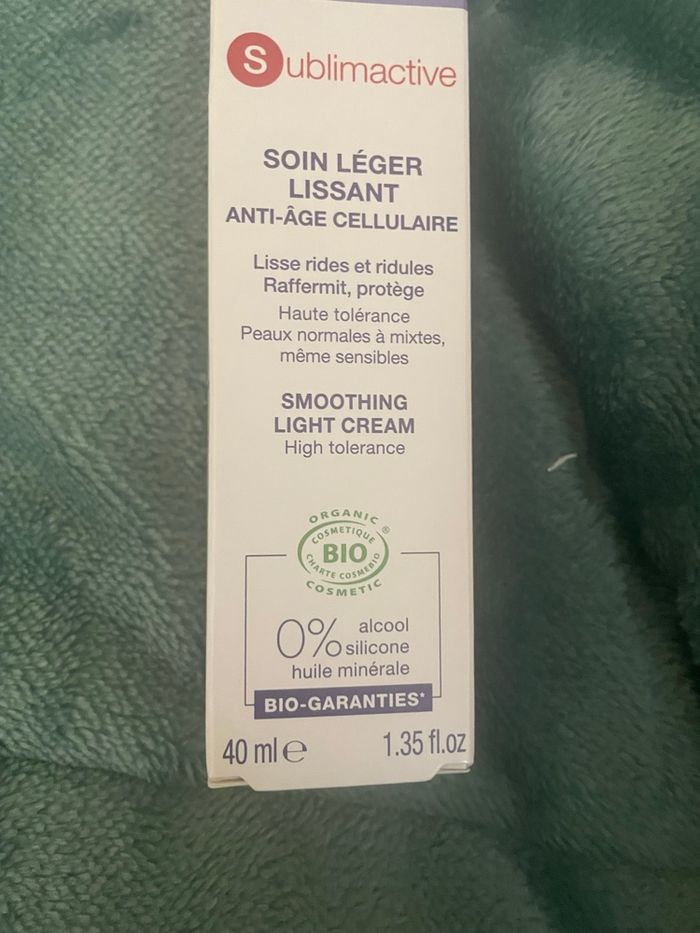 Sublimactive
SOIN LÉGER
LISSANT
ANTI-ÂGE CELLULAIRE
Lisse rides et ridules
Raffermit, protège
Haute tolérance
Peaux normales à mixtes,
même sensibles
SMOOTHING
LIGHT CREAM
High tolerance
ORGANIC
COSMETIQUE
BIO
CHARTE COSMEBIO
COSMETIC
®
0% alcool
silicone
huile minérale
BIO-GARANTIES*
40 ml e 1.35 fl.oz